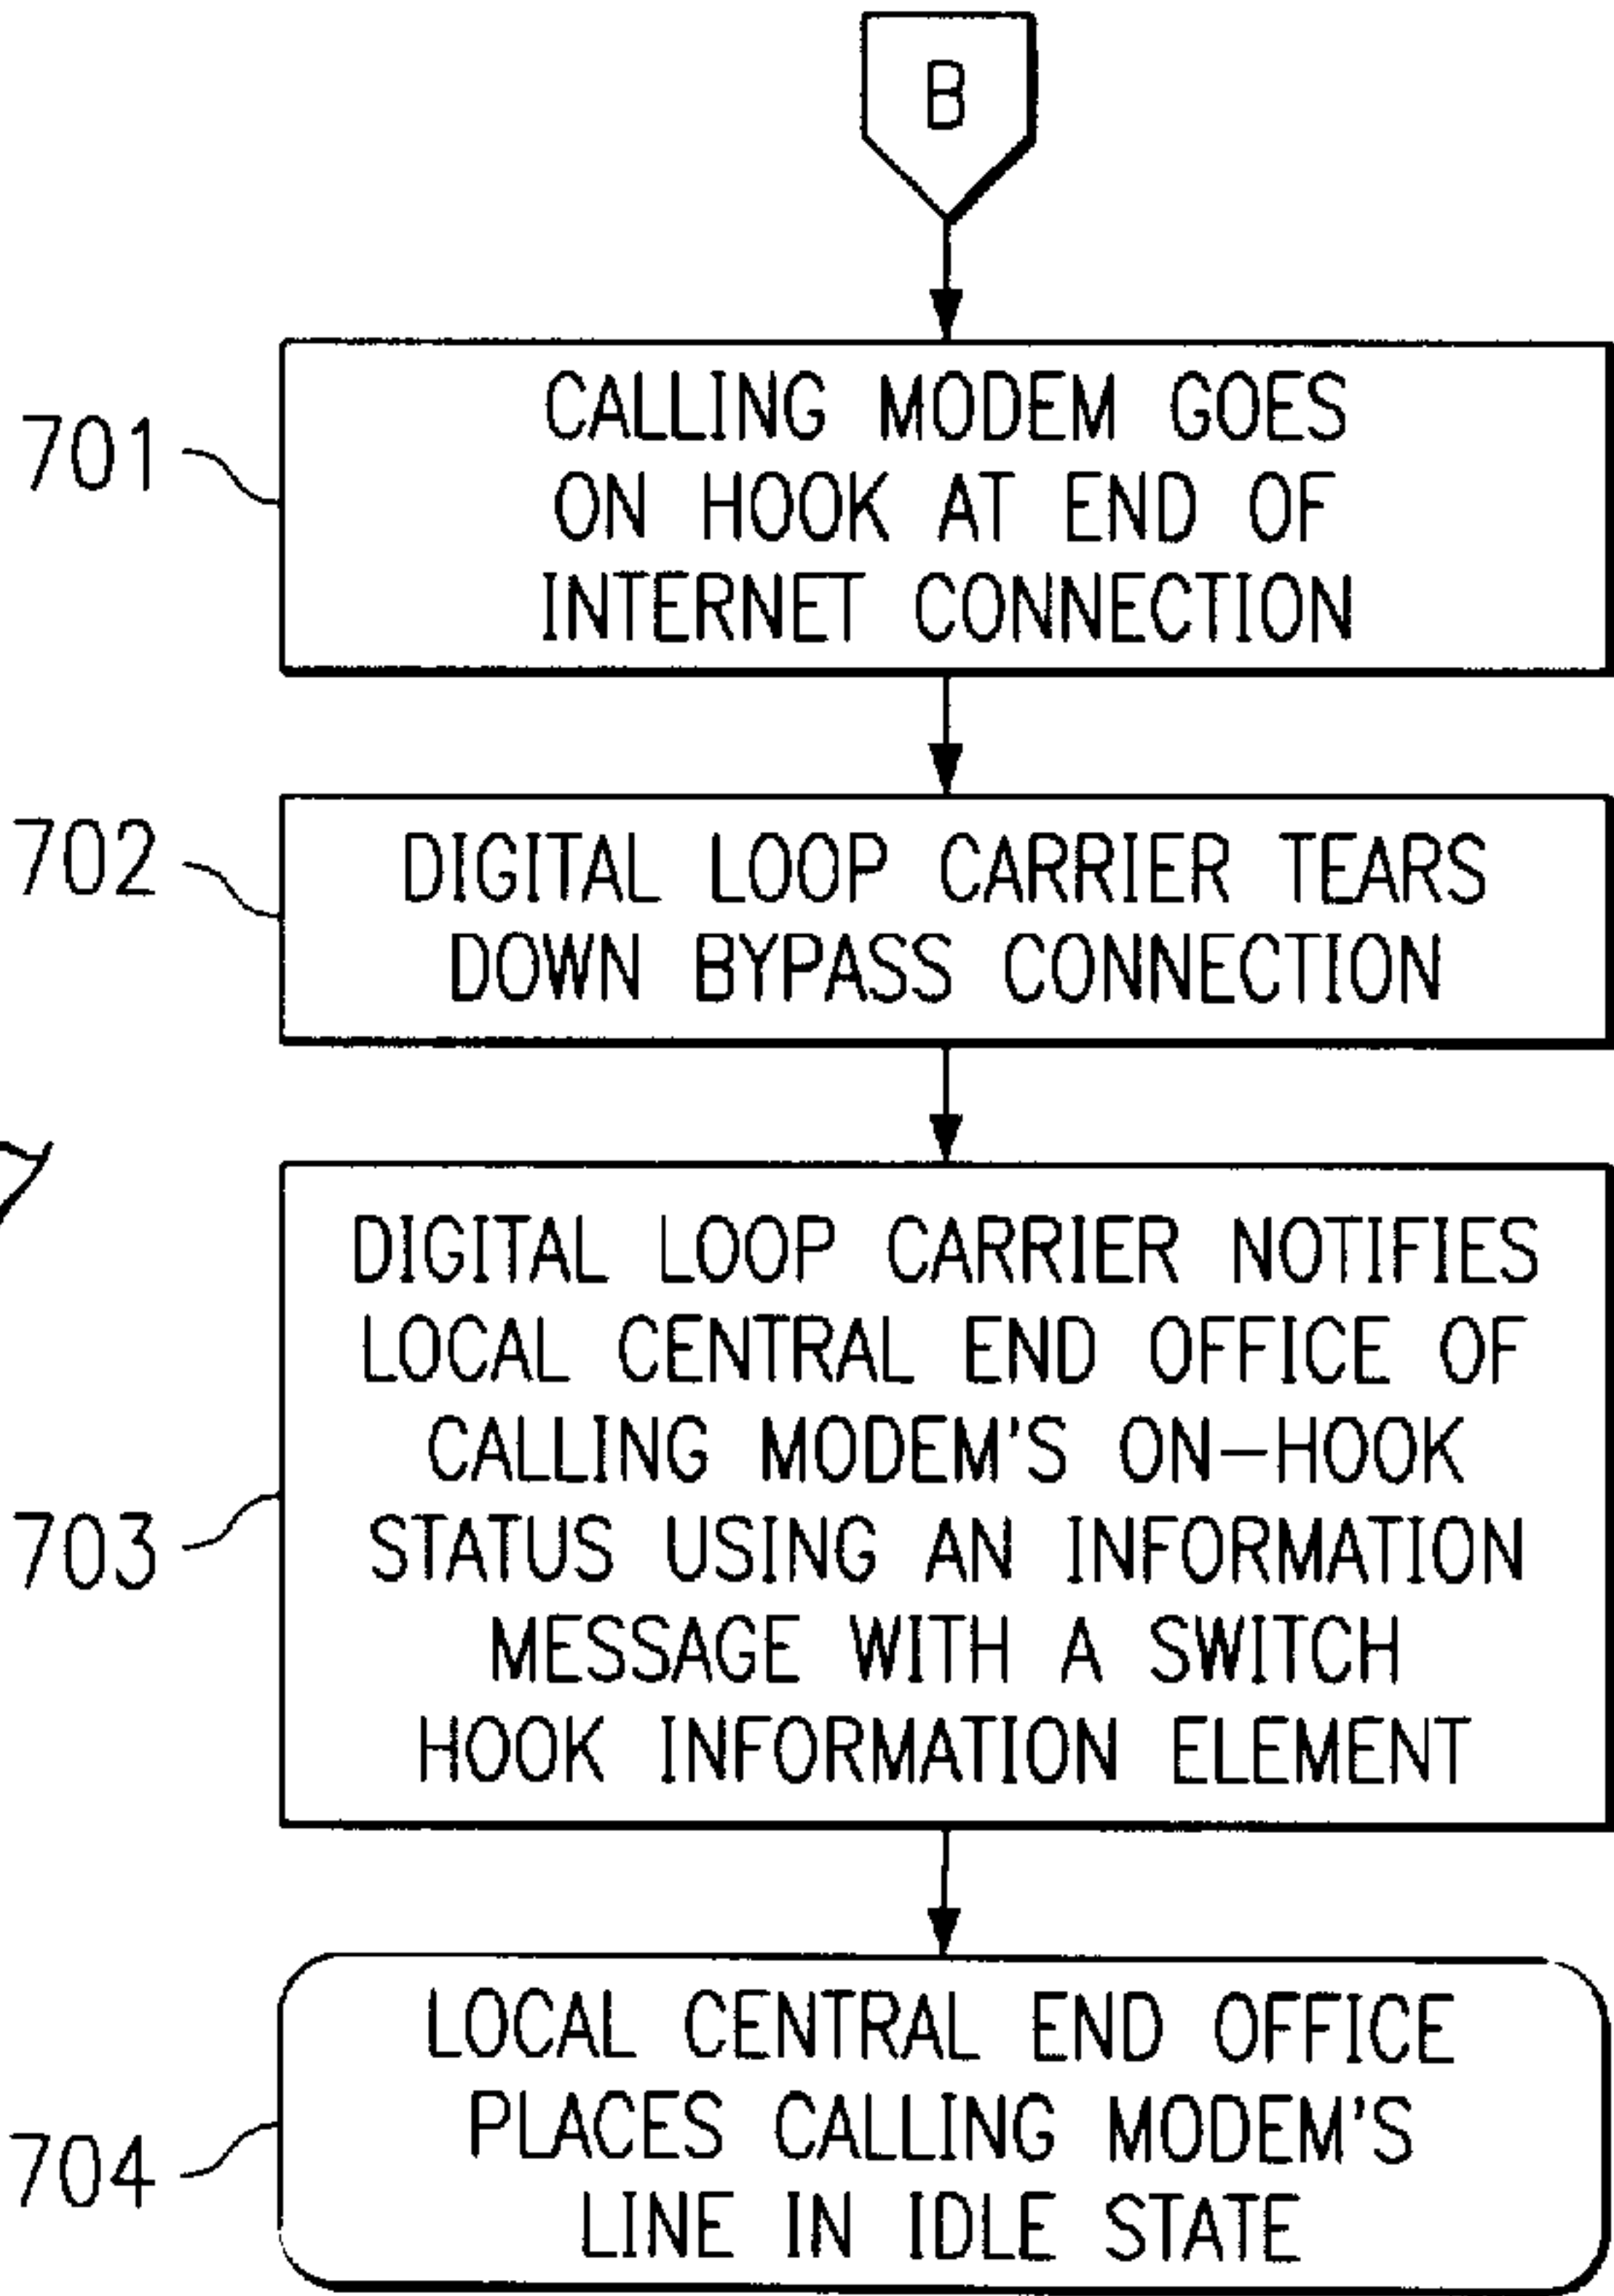 B
701
CALLING MODEM GOES
ON HOOK AT END OF
INTERNET CONNECTION
702
DIGITAL LOOP CARRIER TEARS
DOWN BYPASS CONNECTION
703
DIGITAL LOOP CARRIER NOTIFIES
LOCAL CENTRAL END OFFICE OF
CALLING MODEM'S ON-HOOK
STATUS USING AN INFORMATION
MESSAGE WITH A SWITCH
HOOK INFORMATION ELEMENT
704
LOCAL CENTRAL END OFFICE
PLACES CALLING MODEM'S
LINE IN IDLE STATE